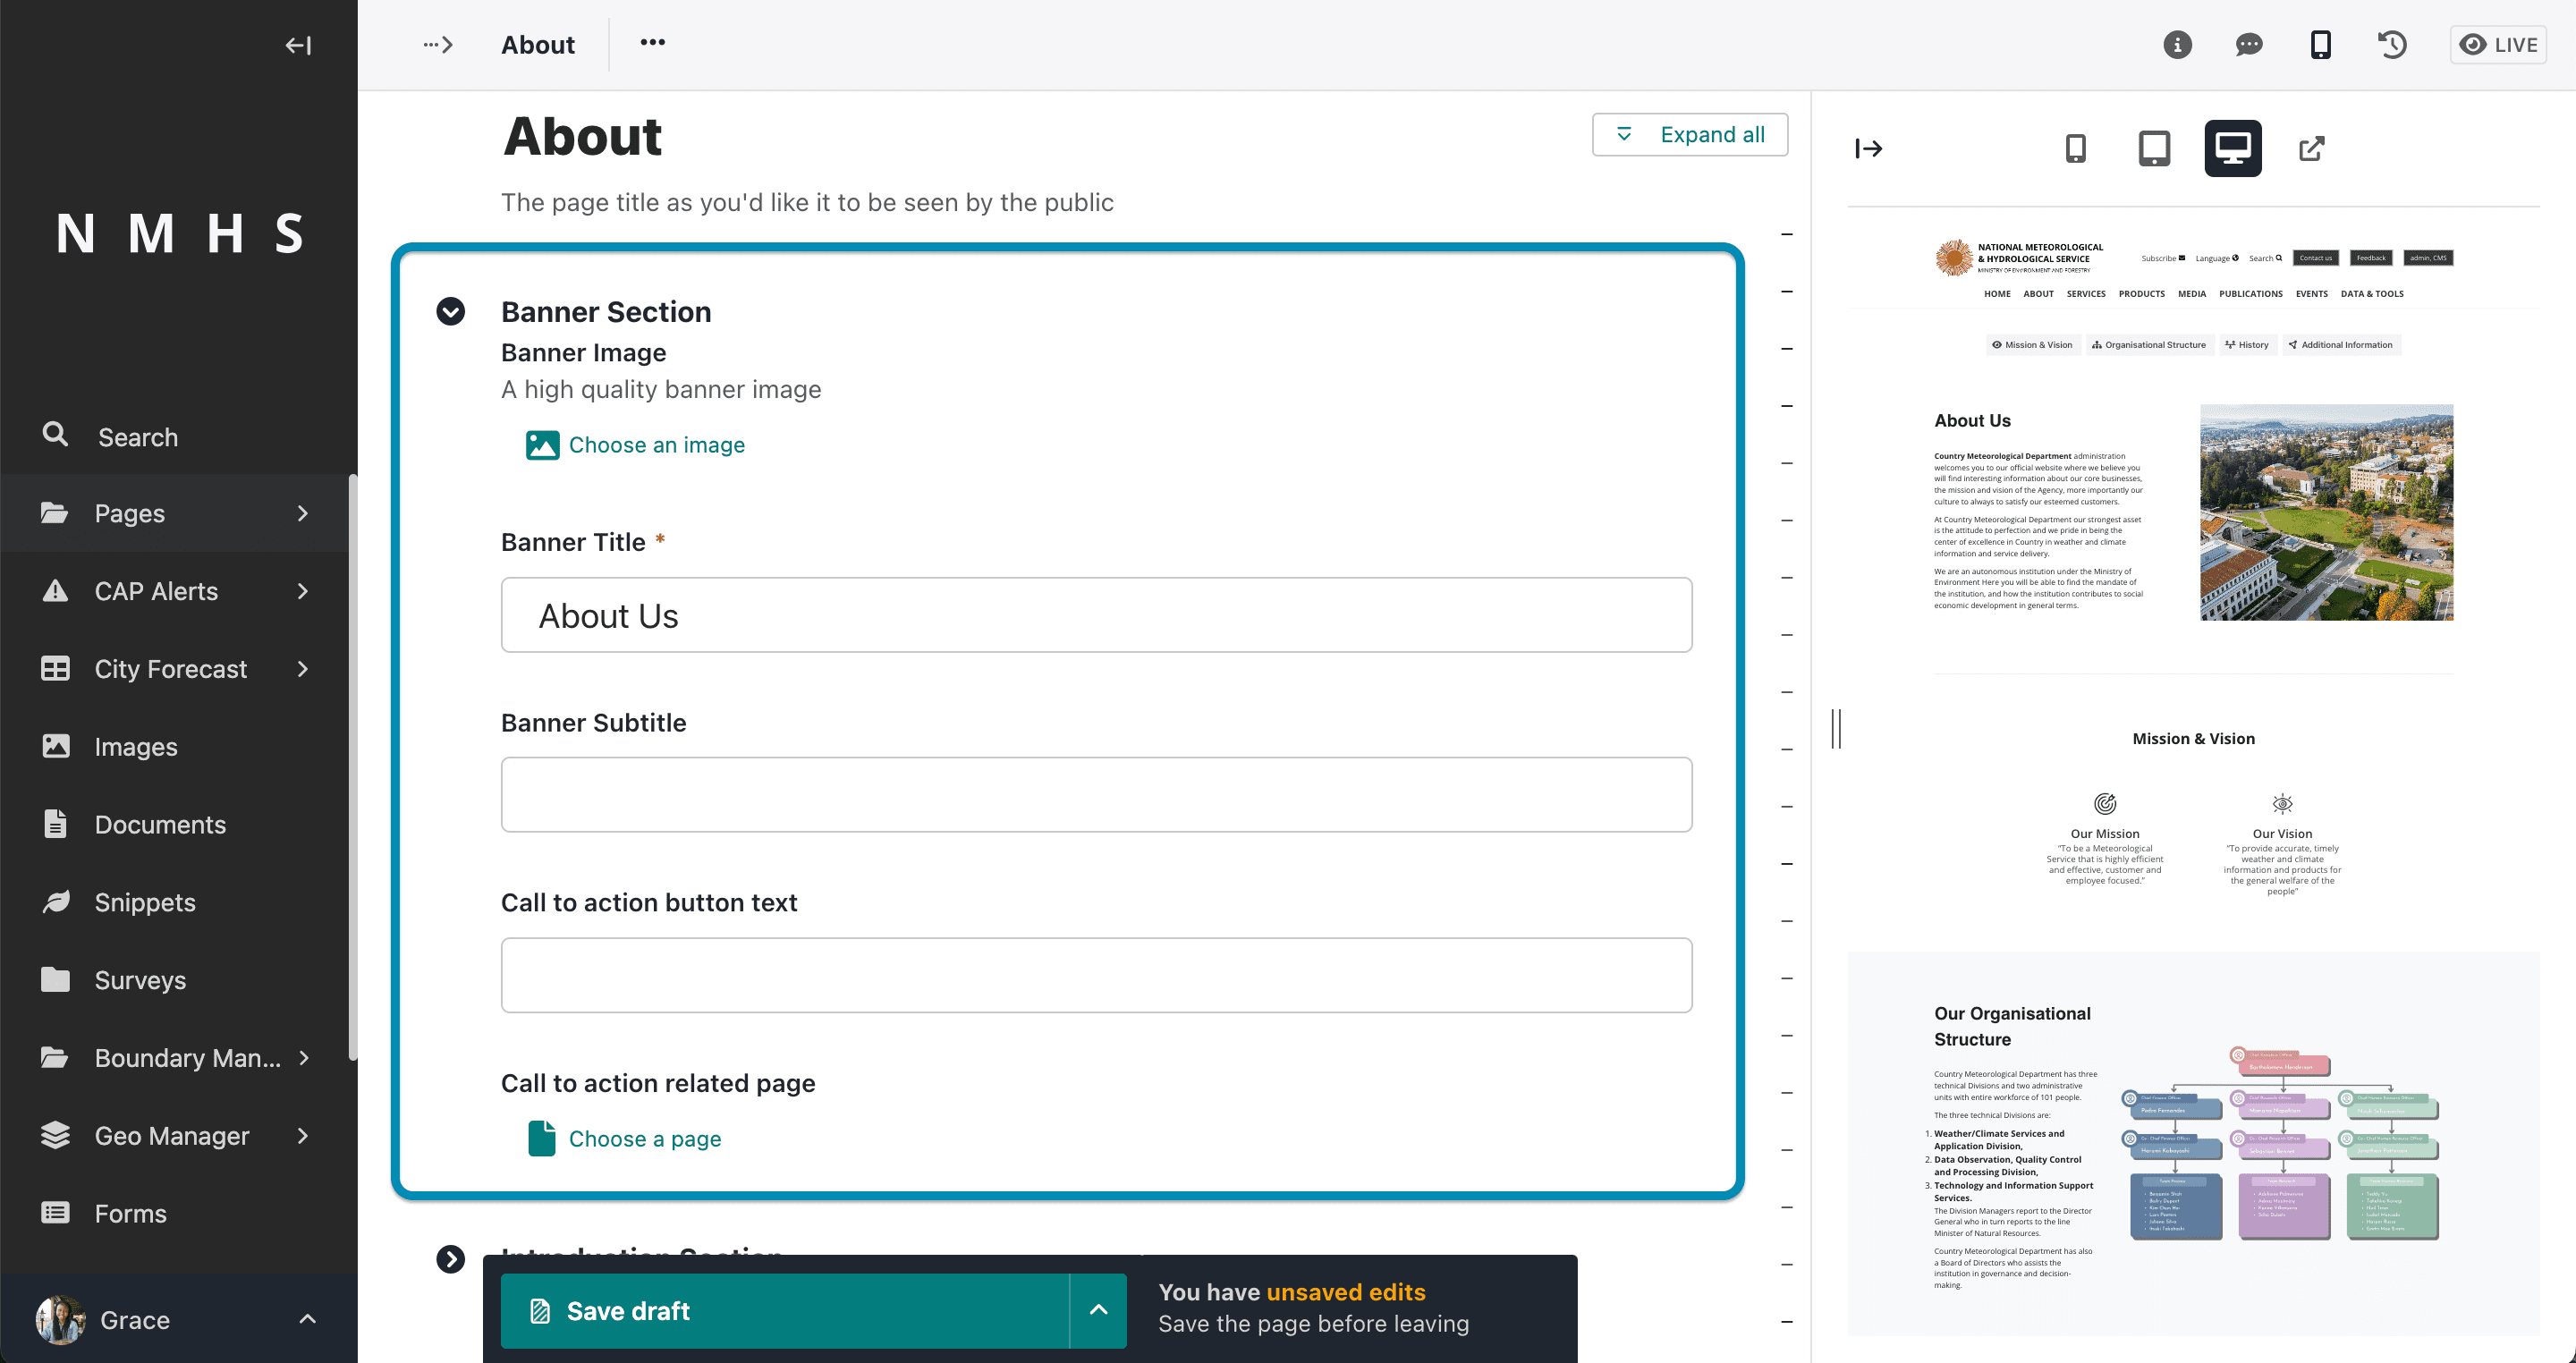 About
LIVE
N M H S
Search
Pages
CAP Alerts
City Forecast
Images
Documents
Snippets
Surveys
Boundary Man...
Geo Manager
Forms
Grace
About
Expand all
The page title as you'd like it to be seen by the public
Banner Section
Banner Image
A high quality banner image
Choose an image
Banner Title *
About Us
Banner Subtitle
Call to action button text
Call to action related page
Choose a page
Introduction Section
Save draft
You have unsaved edits
Save the page before leaving
NATIONAL METEOROLOGICAL
& HYDROLOGICAL SERVICE
MINISTRY OF ENVIRONMENT AND FORESTRY
Subscribe Language Search Contact us Feedback admin, CMS
HOME ABOUT SERVICES PRODUCTS MEDIA PUBLICATIONS EVENTS DATA & TOOLS
Mission & Vision Organisational Structure History Additional Information
About Us
Country Meteorological Department administration
welcomes you to our official website where we believe you
will find interesting information about our core businesses,
the mission and vision of the Agency, more importantly our
culture to always to satisfy our esteemed customers.
At Country Meteorological Department our strongest asset
is the attitude to perfection and we pride in being the
center of excellence in Country in weather and climate
information and service delivery.
We are an autonomous institution under the Ministry of
Environment Here you will be able to find the mandate of
the institution, and how the institution contributes to social
economic development in general terms.
Mission & Vision
Our Mission
“To be a Meteorological
Service that is highly efficient
and effective, customer and
employee focused.”
Our Vision
“To provide accurate, timely
weather and climate
information and products for
the general welfare of the
people”
Our Organisational
Structure
Country Meteorological Department has three
technical Divisions and two administrative
units with entire workforce of 101 people.
The three technical Divisions are:
1. Weather/Climate Services and
Application Division,
2. Data Observation, Quality Control
and Processing Division,
3. Technology and Information Support
Services.
The Division Managers report to the Director
General who in turn reports to the line
Minister of Natural Resources.
Country Meteorological Department has also
a Board of Directors who assists the
institution in governance and decision-
making.